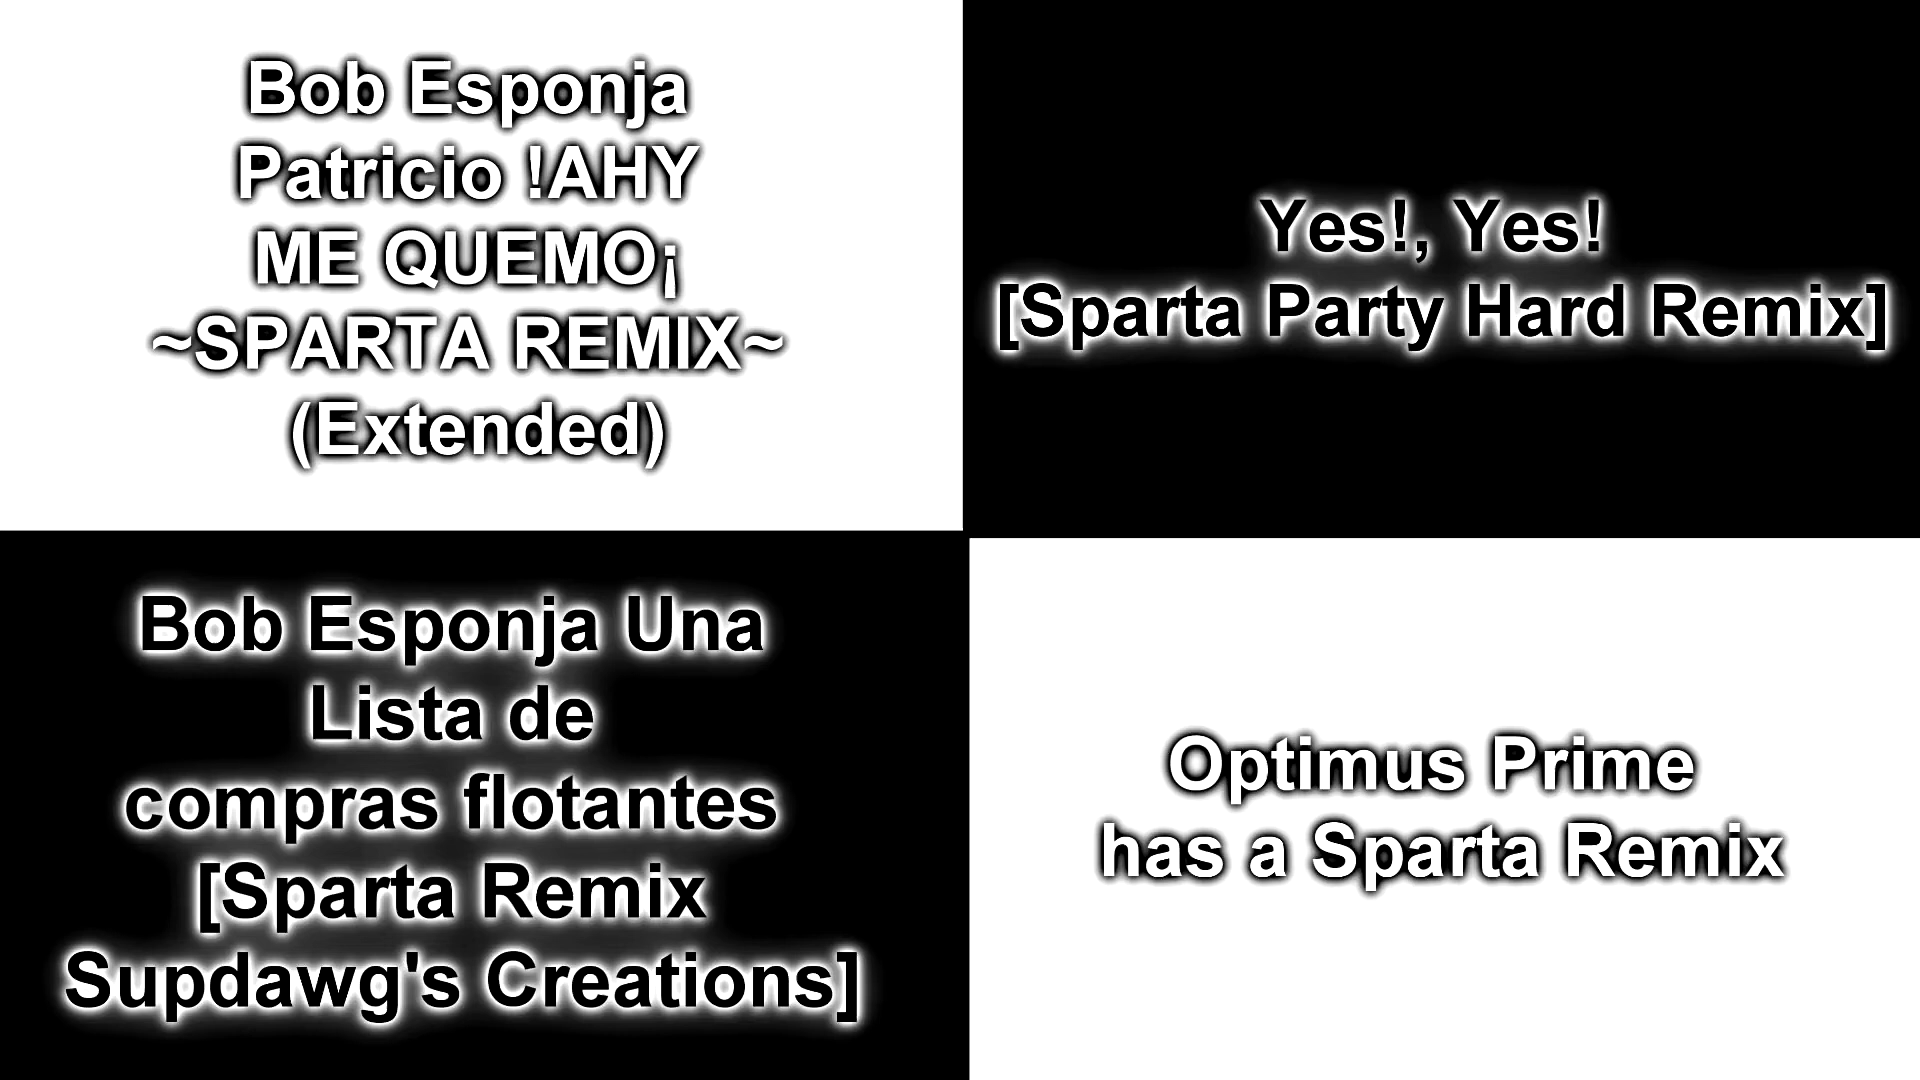 Bob Esponja
Patricio !AHY
ME QUEMO¡
~SPARTA REMIX~
(Extended)
Yes!, Yes!
[Sparta Party Hard Remix]
Bob Esponja Una
Lista de
compras flotantes
[Sparta Remix
Supdawg's Creations]
Optimus Prime
has a Sparta Remix